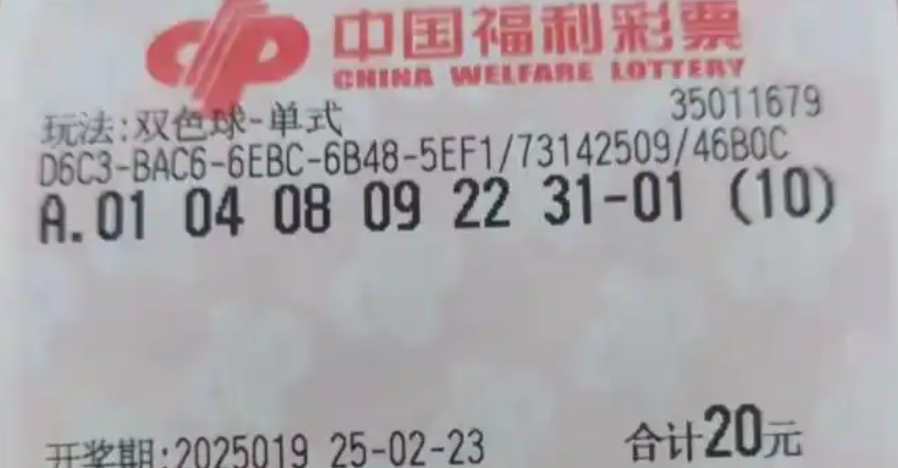 中国福利彩票
CHINA WELFARE LOTTERY
35011679
玩法:双色球-单式
D6C3-BAC6-6EBC-6B48-5EF1/73142509/46B0C
A.01 04 08 09 22 31-01 (10)
开奖期:2025019 25-02-23 合计20元